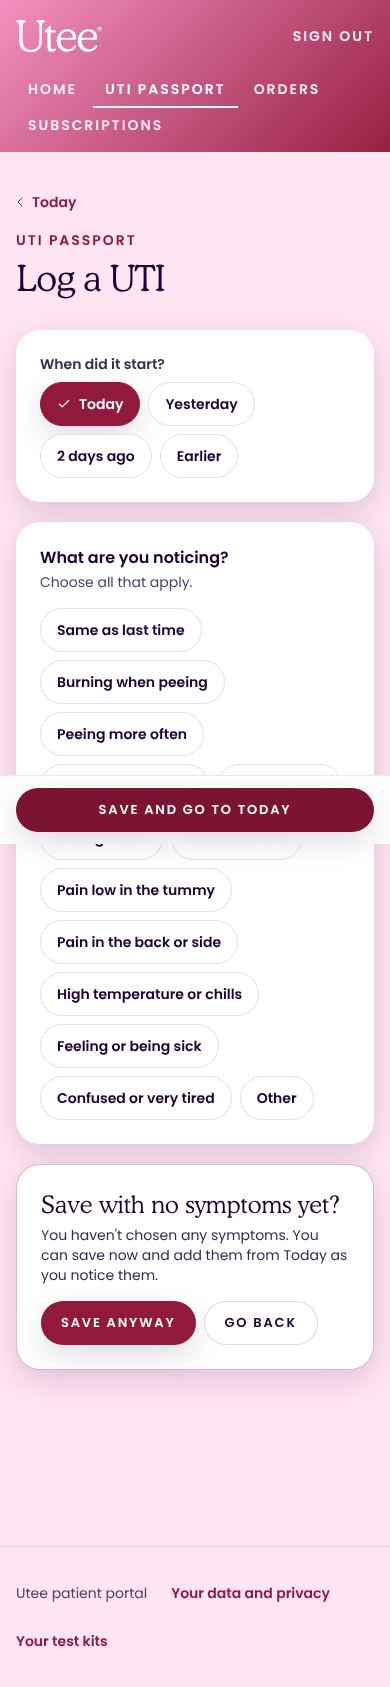 Utee®
SIGN OUT
HOME UTI PASSPORT ORDERS
SUBSCRIPTIONS
Today
UTI PASSPORT
Log a UTI
When did it start?
Today Yesterday
2 days ago Earlier
What are you noticing?
Choose all that apply.
Same as last time
Burning when peeing
Peeing more often
SAVE AND GO TO TODAY
Pain low in the tummy
Pain in the back or side
High temperature or chills
Feeling or being sick
Confused or very tired Other
Save with no symptoms yet?
You haven't chosen any symptoms. You
can save now and add them from Today as
you notice them.
SAVE ANYWAY GO BACK
Utee patient portal Your data and privacy
Your test kits